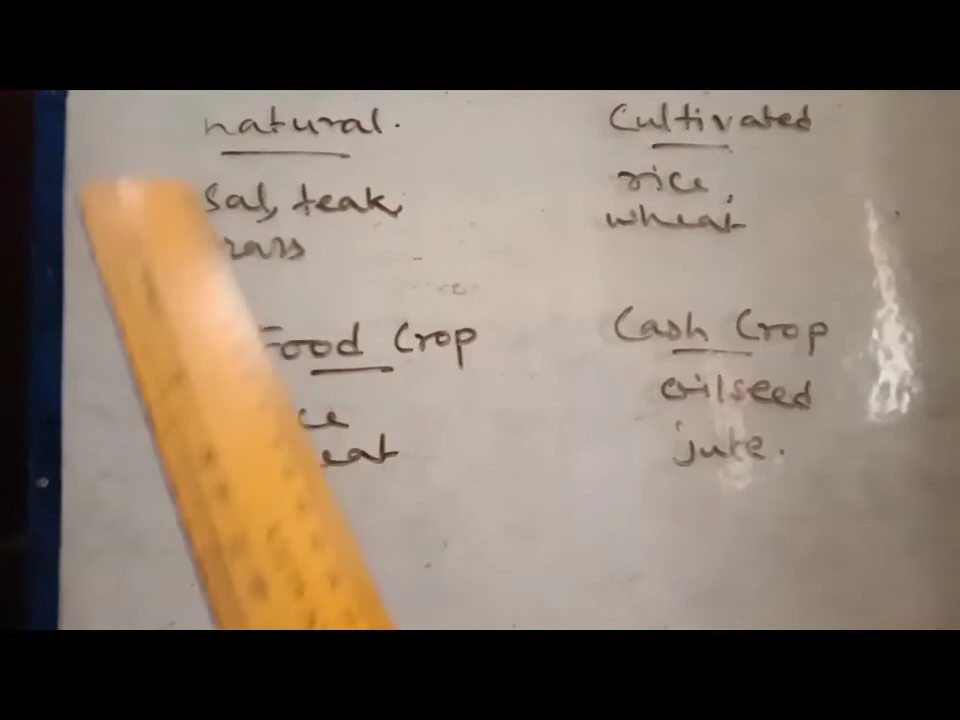 natural.
Cultivated
sal, teak,
rice,
wheat
Food Crop
Cash Crop
oilseed
jute.